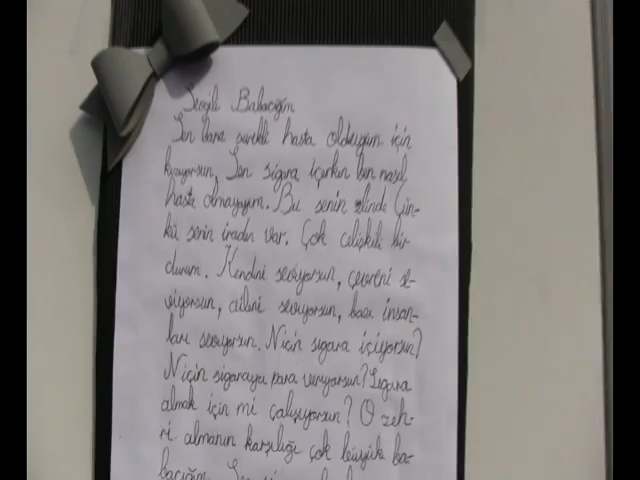 Sevgili Babacığım
Sen bana sürekli hasta olduğum için
kızıyorsun, Sen sigara içerken ben nasıl
hasta olmayayım. Bu senin elinde Çün-
kü senin iraden var. Çok çelişkili bir
durum. Kendini seviyorsun, çevreni se-
viyorsun, aileni seviyorsun, bazı insan-
ları seviyorsun. Niçin sigara içiyorsun?
Niçin sigaraya para veriyorsun? Sigara
almak için mi çalışıyorsun? O zeh-
ri almanın karşılığı çok büyük ba-
bacığım.